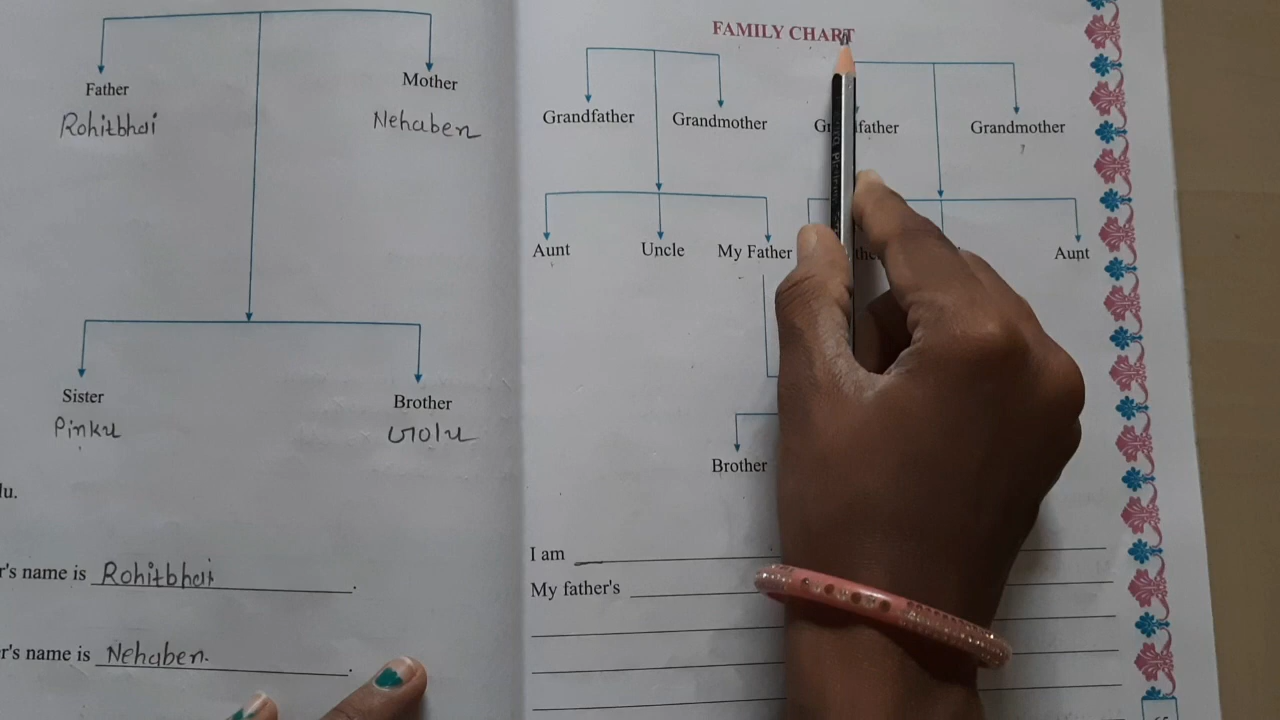 Father
Mother
Rohitbhai
Nehaben
Sister
Brother
Pinku
lu.
r's name is Rohitbhai.
r's name is Nehaben.
FAMILY CHART
Grandfather
Grandmother
Grandmother
Aunt
Uncle
My Father
Aunt
Brother
I am
My father's